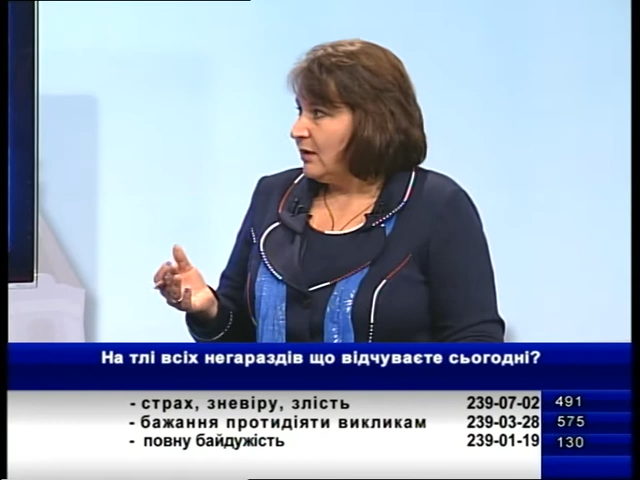 На тлі всіх негараздів що відчуваєте сьогодні?
- страх, зневіру, злість 239-07-02 491
- бажання протидіяти викликам 239-03-28 575
- повну байдужість 239-01-19 130